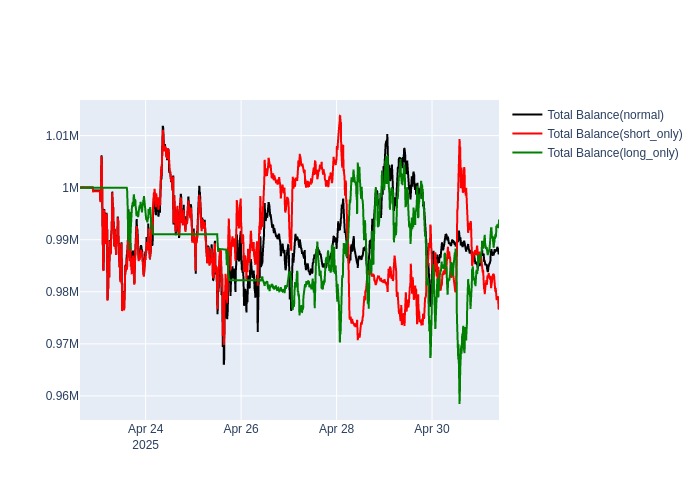 Total Balance(normal)
Total Balance(short_only)
Total Balance(long_only)
1.01M
1M
0.99M
0.98M
0.97M
0.96M
Apr 24
2025
Apr 26
Apr 28
Apr 30